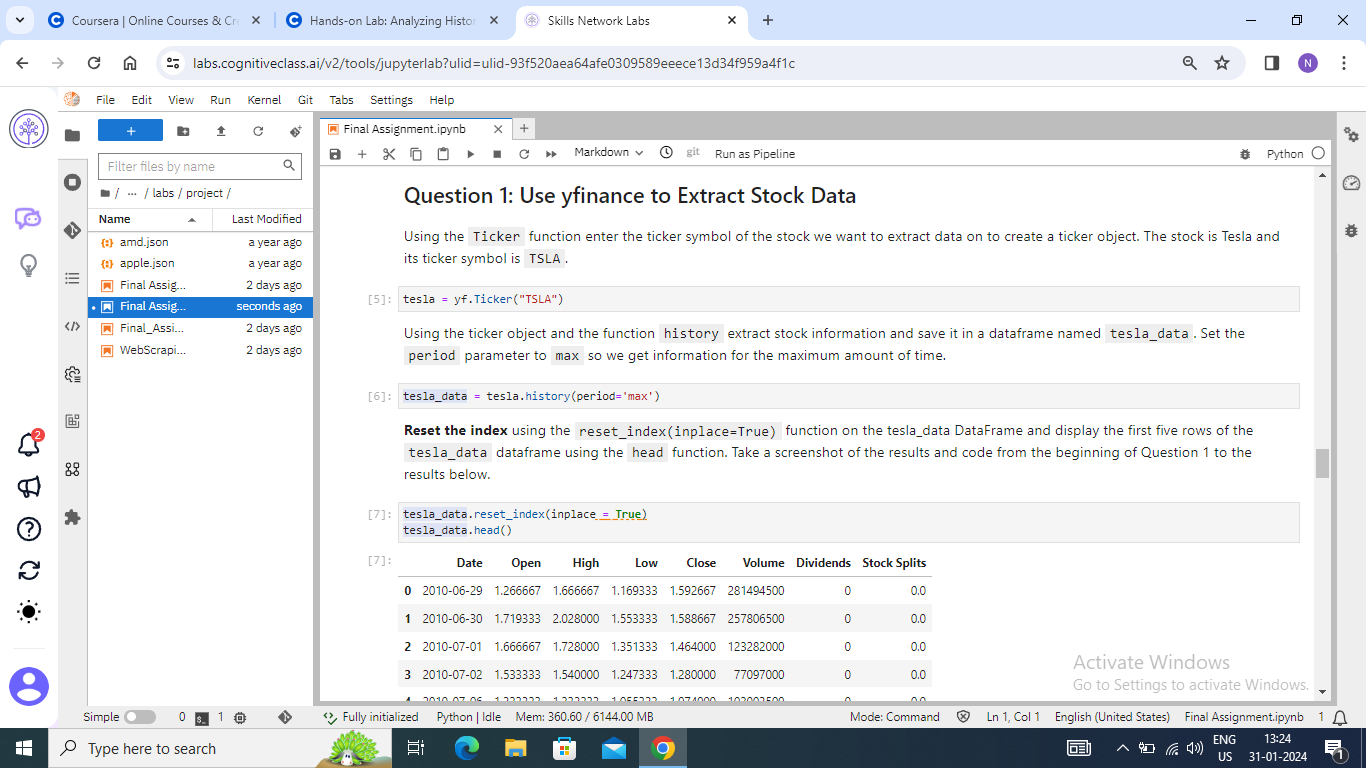 Coursera | Online Courses & Cr
Hands-on Lab: Analyzing Histor
Skills Network Labs
labs.cognitiveclass.ai/v2/tools/jupyterlab?ulid=ulid-93f520aea64afe0309589eeece13d34f959a4f1c
N
File Edit View Run Kernel Git Tabs Settings Help
Final Assignment.ipynb
Markdown
git
Run as Pipeline
Python
Filter files by name
/ ... / labs / project /
Name Last Modified
amd.json a year ago
apple.json a year ago
Final Assig... 2 days ago
Final Assig... seconds ago
Final_Assi... 2 days ago
WebScrapi... 2 days ago
2
Question 1: Use yfinance to Extract Stock Data
Using the Ticker function enter the ticker symbol of the stock we want to extract data on to create a ticker object. The stock is Tesla and
its ticker symbol is TSLA .
[5]: tesla = yf.Ticker("TSLA")
Using the ticker object and the function history extract stock information and save it in a dataframe named tesla_data . Set the
period parameter to max so we get information for the maximum amount of time.
[6]: tesla_data = tesla.history(period='max')
Reset the index using the reset_index(inplace=True) function on the tesla_data DataFrame and display the first five rows of the
tesla_data dataframe using the head function. Take a screenshot of the results and code from the beginning of Question 1 to the
results below.
[7]: tesla_data.reset_index(inplace = True)
tesla_data.head()
[7]: Date Open High Low Close Volume Dividends Stock Splits
0 2010-06-29 1.266667 1.666667 1.169333 1.592667 281494500 0 0.0
1 2010-06-30 1.719333 2.028000 1.553333 1.588667 257806500 0 0.0
2 2010-07-01 1.666667 1.728000 1.351333 1.464000 123282000 0 0.0
3 2010-07-02 1.533333 1.540000 1.247333 1.280000 77097000 0 0.0
Activate Windows
Go to Settings to activate Windows.
Simple 0 1 Fully initialized Python | Idle Mem: 360.60 / 6144.00 MB Mode: Command Ln 1, Col 1 English (United States) Final Assignment.ipynb 1
Type here to search
ENG
US
13:24
31-01-2024
1